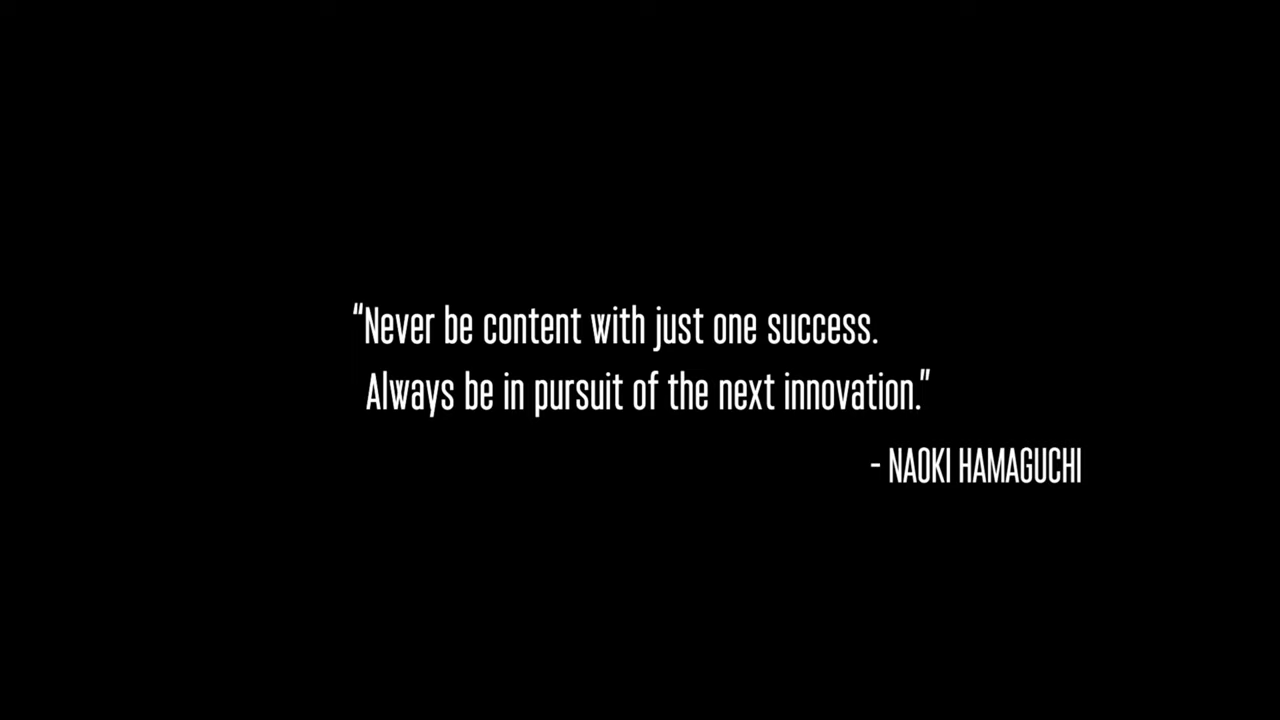 “Never be content with just one success.
Always be in pursuit of the next innovation.”
- NAOKI HAMAGUCHI